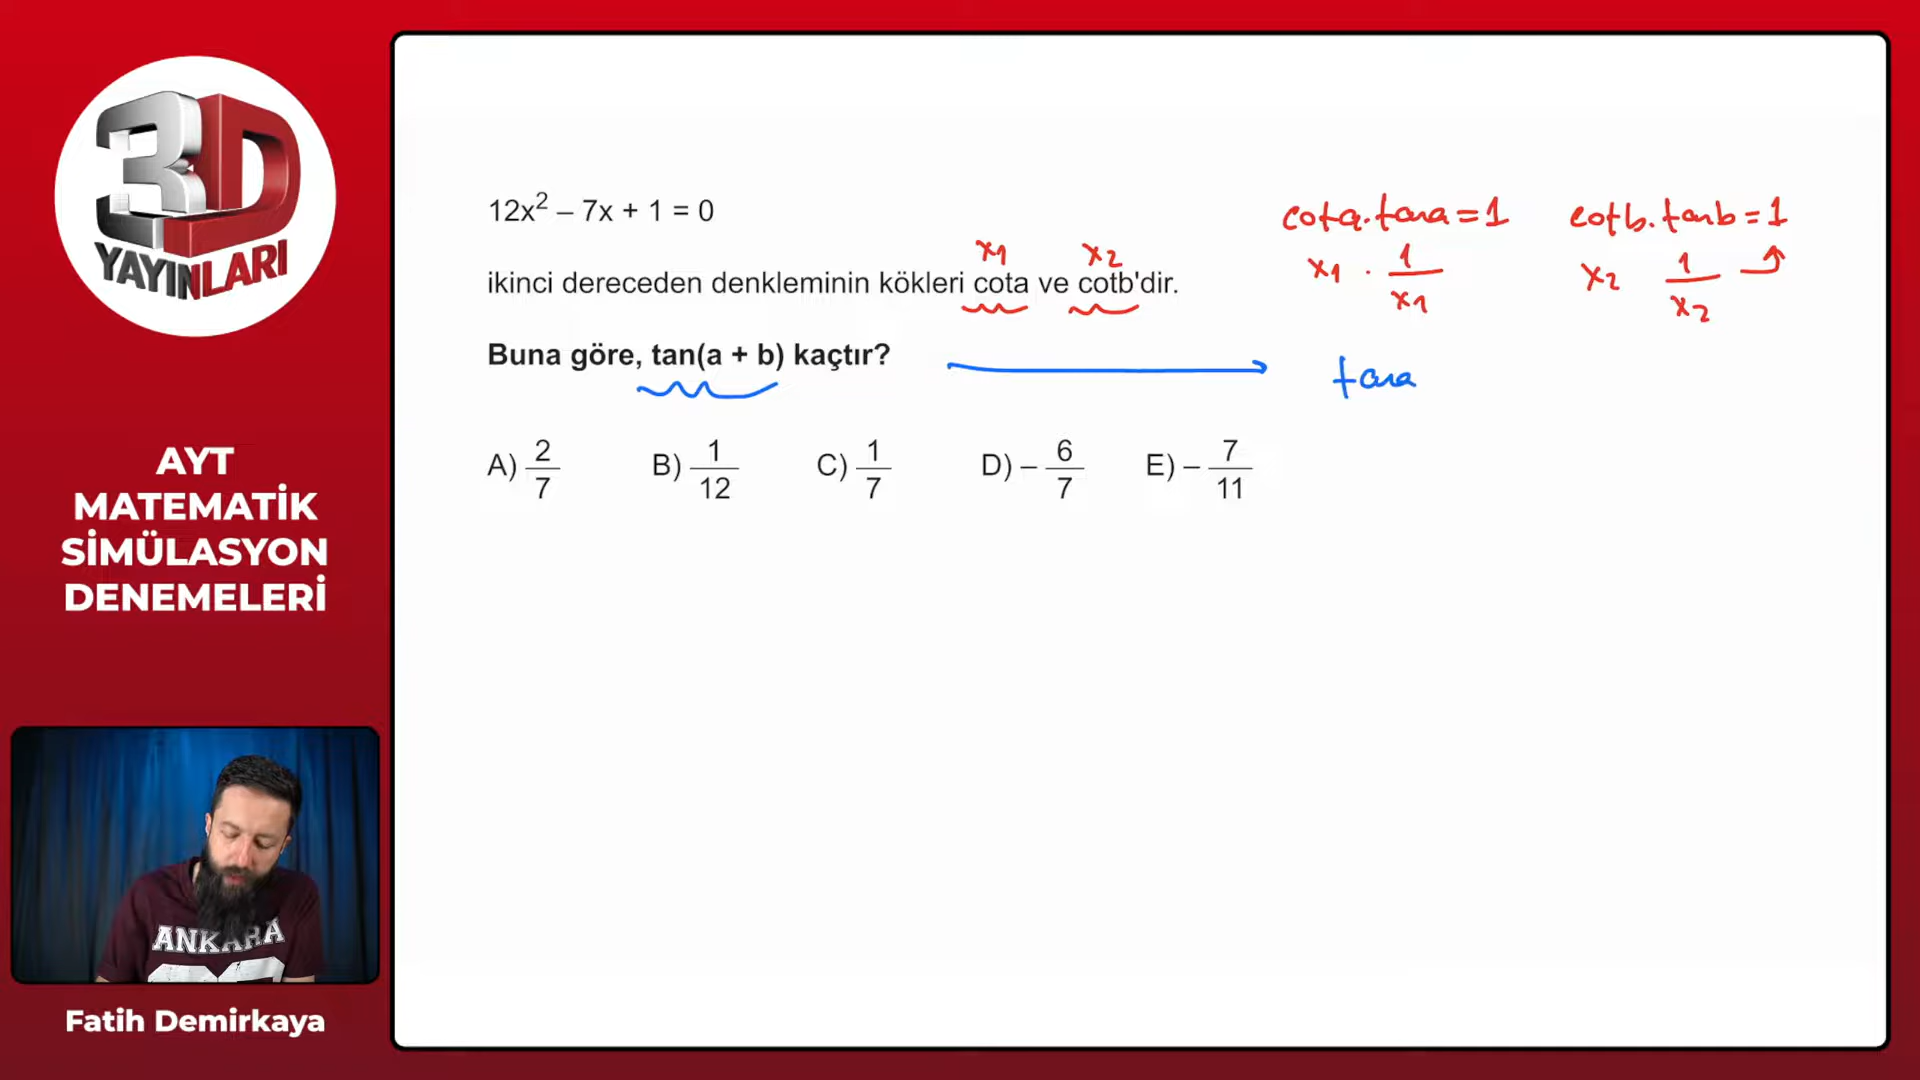 3D
YAYINLARI
AYT
MATEMATİK
SİMÜLASYON
DENEMELERİ
ANKARA
Fatih Demirkaya
12x² – 7x + 1 = 0
x₁ x₂
ikinci dereceden denkleminin kökleri cota ve cotb'dir.
Buna göre, tan(a + b) kaçtır?
A) 2/7 B) 1/12 C) 1/7 D) – 6/7 E) – 7/11
cota.tana=1 cotb.tanb=1
x₁ . 1/x₁ x₂ 1/x₂
tana